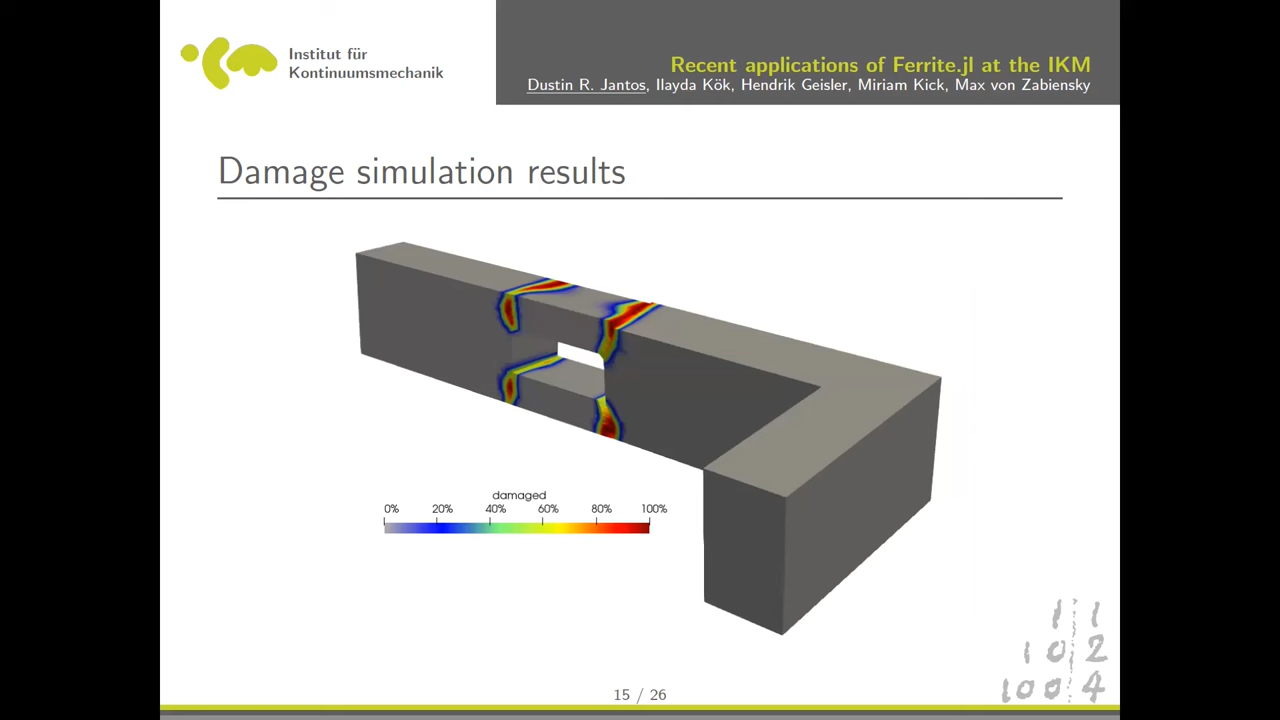 Institut für
Kontinuumsmechanik
Recent applications of Ferrite.jl at the IKM
Dustin R. Jantos, Ilayda Kök, Hendrik Geisler, Miriam Kick, Max von Zabiensky
Damage simulation results
damaged
0% 20% 40% 60% 80% 100%
1 1
10 2
100 4
15 / 26